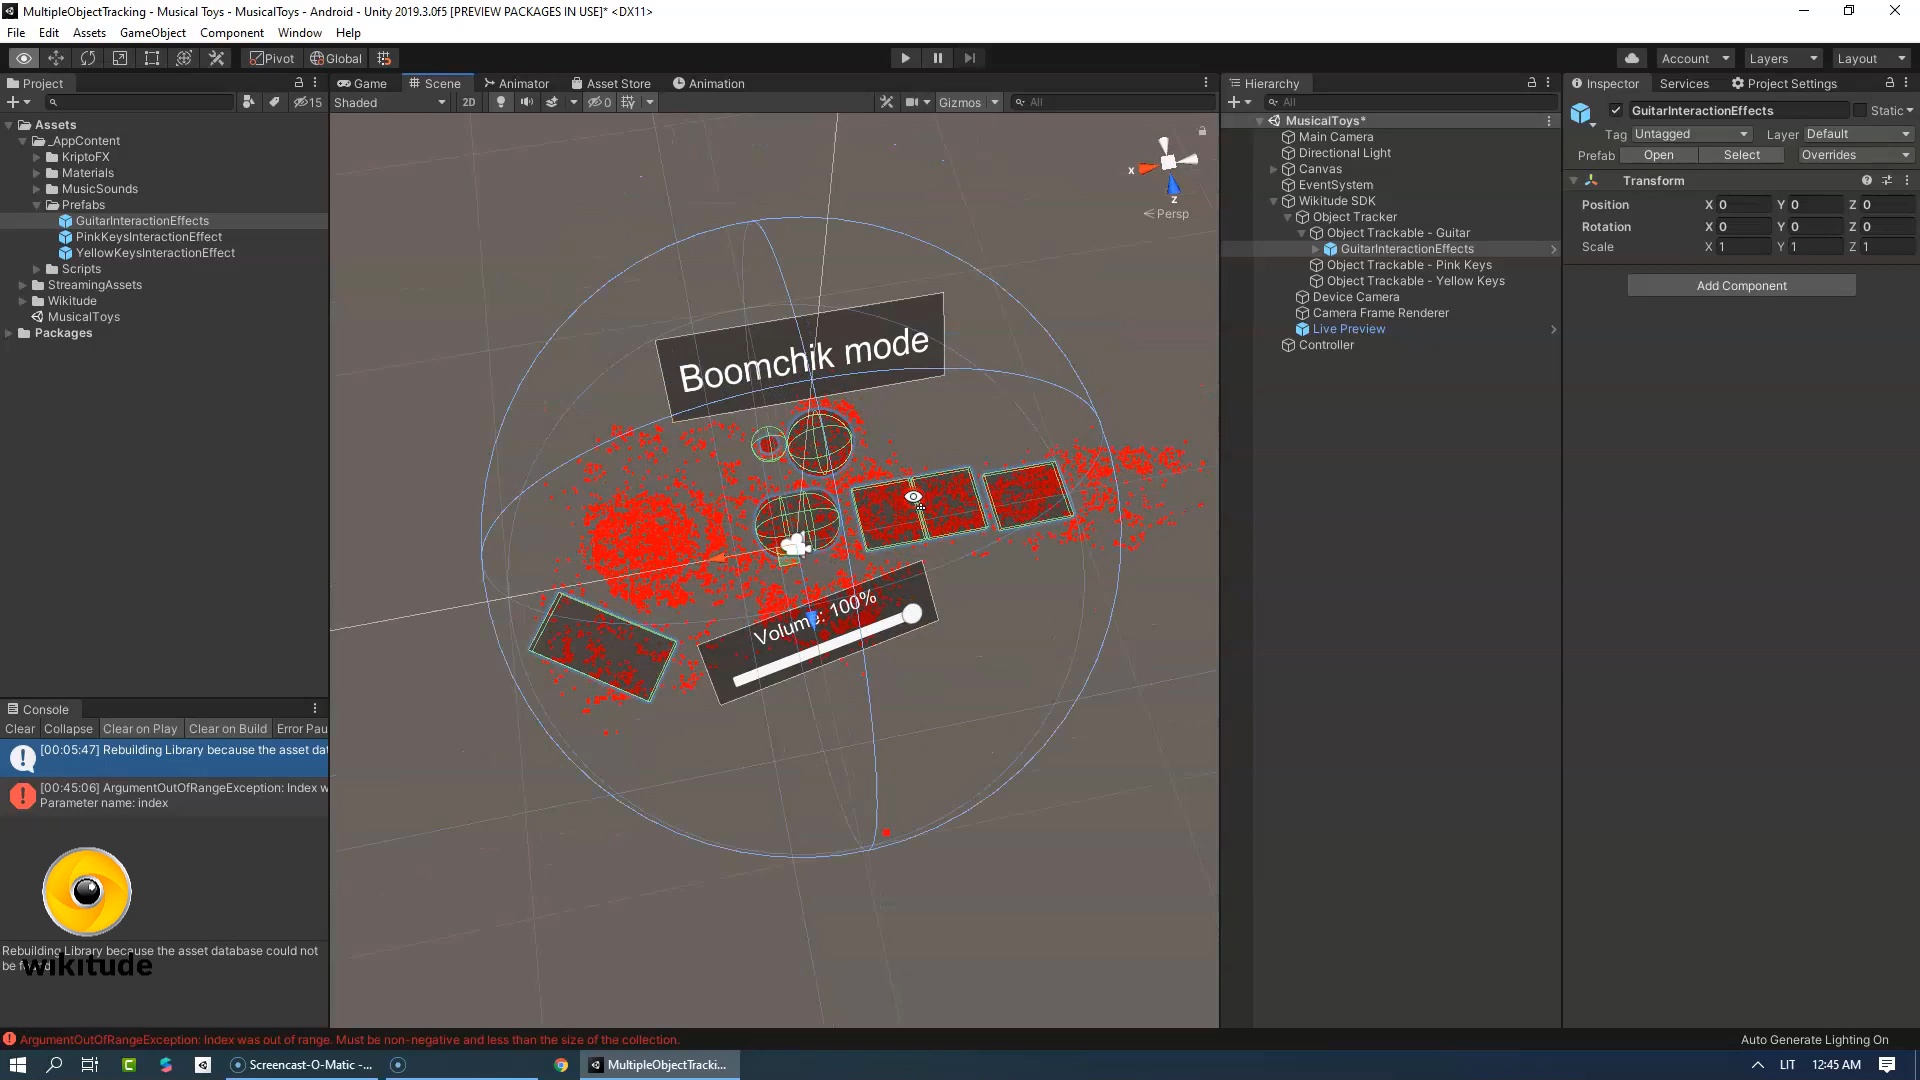 MultipleObjectTracking - Musical Toys - MusicalToys - Android - Unity 2019.3.0f5 [PREVIEW PACKAGES IN USE]* <DX11>
File Edit Assets GameObject Component Window Help
Pivot Global Account Layers Layout
Project
15
Assets
_AppContent
KriptoFX
Materials
MusicSounds
Prefabs
GuitarInteractionEffects
PinkKeysInteractionEffect
YellowKeysInteractionEffect
Scripts
StreamingAssets
Wikitude
MusicalToys
Packages
Console
Clear Collapse Clear on Play Clear on Build Error Pau
[00:05:47] Rebuilding Library because the asset dat
[00:45:06] ArgumentOutOfRangeException: Index w
Parameter name: index
Rebuilding Library because the asset database could not
be
wikitude
Game Scene Animator Asset Store Animation
Shaded 2D 0 Gizmos All
x
z
Persp
Boomchik mode
Volume: 100%
Hierarchy
All
MusicalToys*
Main Camera
Directional Light
Canvas
EventSystem
Wikitude SDK
Object Tracker
Object Trackable - Guitar
GuitarInteractionEffects
Object Trackable - Pink Keys
Object Trackable - Yellow Keys
Device Camera
Camera Frame Renderer
Live Preview
Controller
Inspector Services Project Settings
GuitarInteractionEffects Static
Tag Untagged Layer Default
Prefab Open Select Overrides
Transform
Position X 0 Y 0 Z 0
Rotation X 0 Y 0 Z 0
Scale X 1 Y 1 Z 1
Add Component
ArgumentOutOfRangeException: Index was out of range. Must be non-negative and less than the size of the collection.
Auto Generate Lighting On
Screencast-O-Matic -...
MultipleObjectTracki...
LIT 12:45 AM